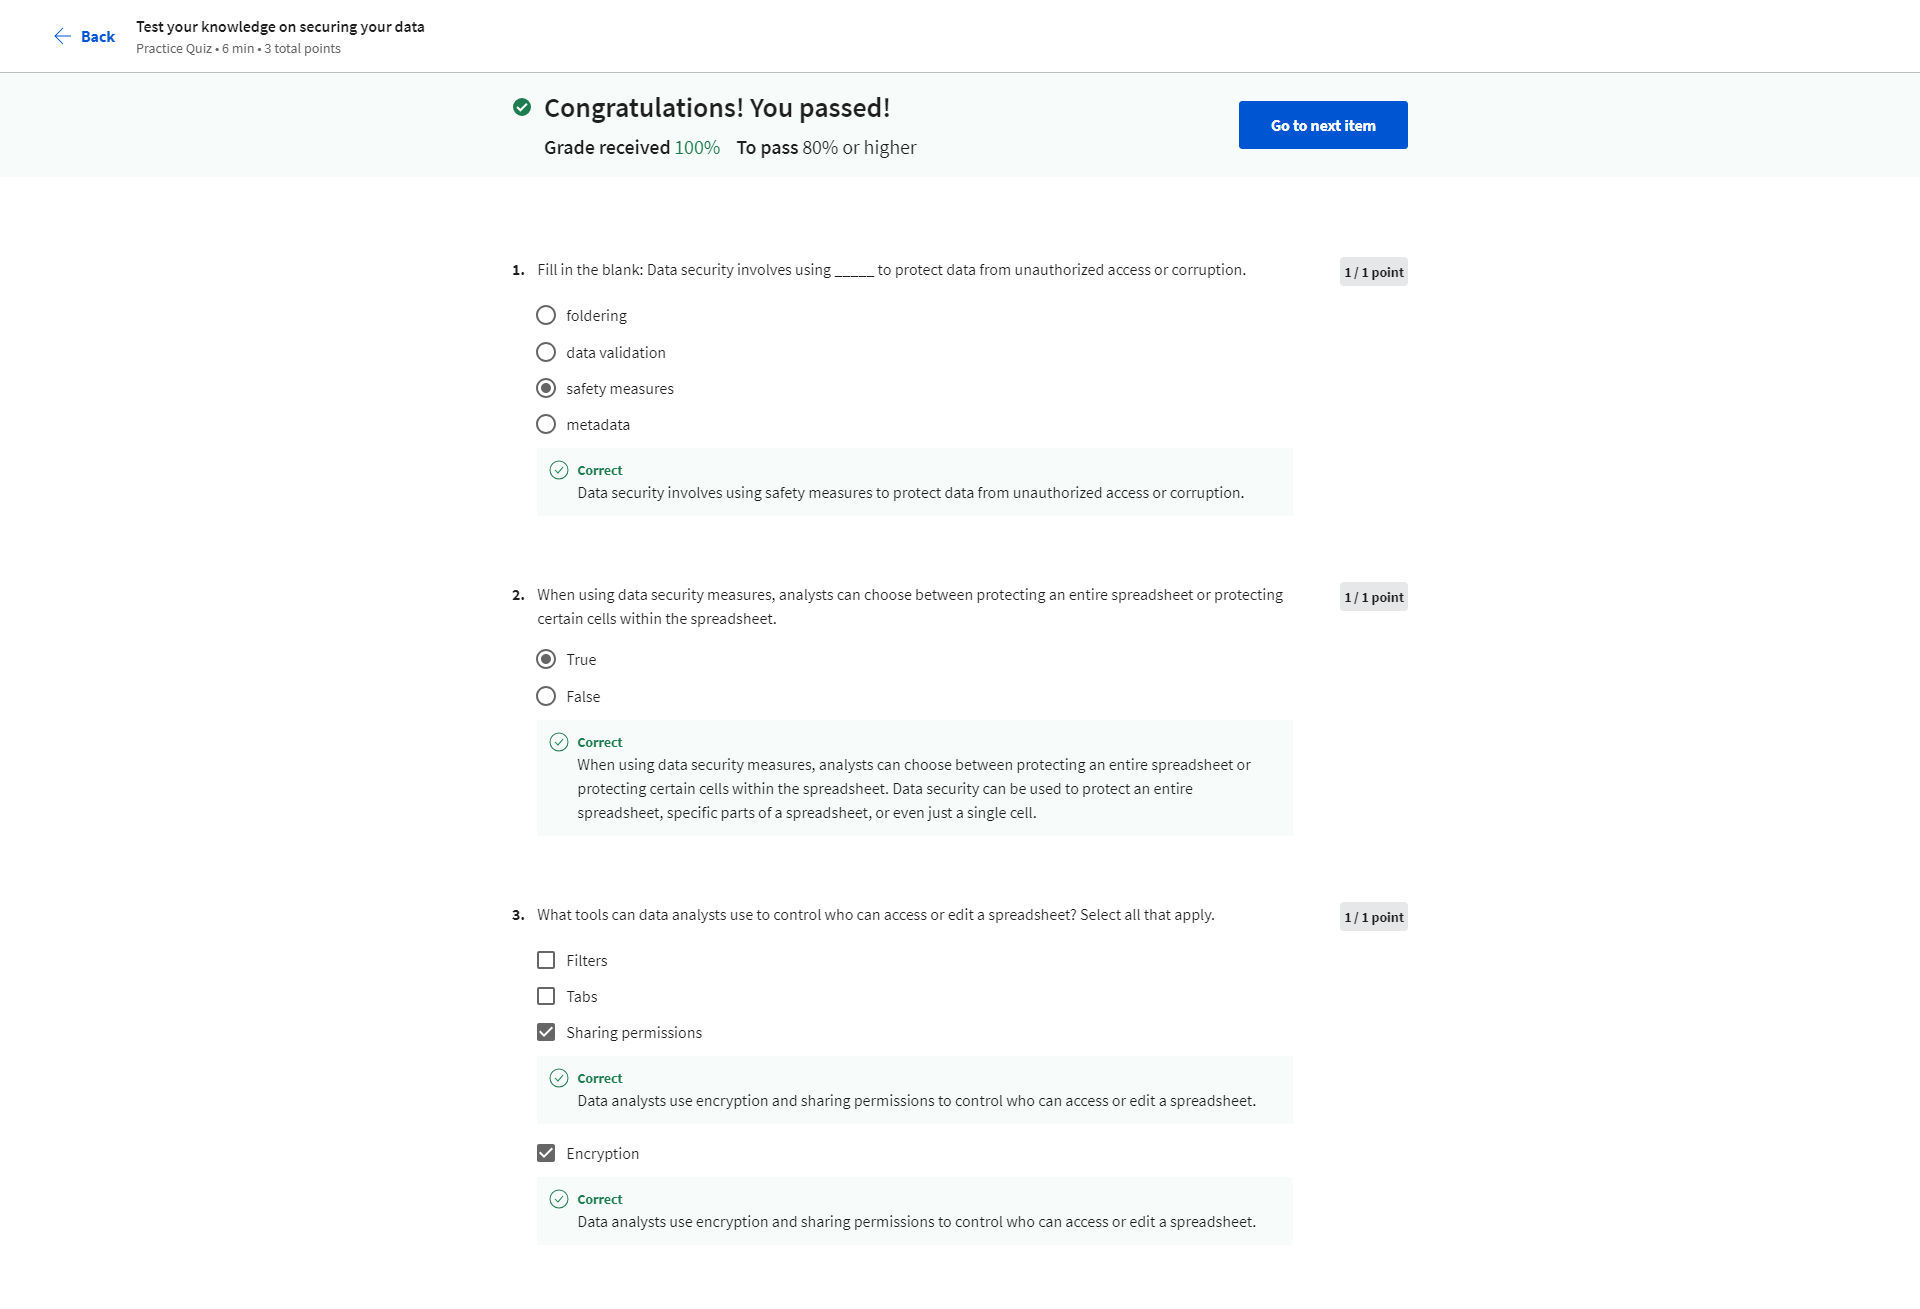 Back
Test your knowledge on securing your data
Practice Quiz • 6 min • 3 total points
Congratulations! You passed!
Grade received 100% To pass 80% or higher
Go to next item
1. Fill in the blank: Data security involves using _____ to protect data from unauthorized access or corruption.
1 / 1 point
foldering
data validation
safety measures
metadata
Correct
Data security involves using safety measures to protect data from unauthorized access or corruption.
2. When using data security measures, analysts can choose between protecting an entire spreadsheet or protecting
certain cells within the spreadsheet.
1 / 1 point
True
False
Correct
When using data security measures, analysts can choose between protecting an entire spreadsheet or
protecting certain cells within the spreadsheet. Data security can be used to protect an entire
spreadsheet, specific parts of a spreadsheet, or even just a single cell.
3. What tools can data analysts use to control who can access or edit a spreadsheet? Select all that apply.
1 / 1 point
Filters
Tabs
Sharing permissions
Correct
Data analysts use encryption and sharing permissions to control who can access or edit a spreadsheet.
Encryption
Correct
Data analysts use encryption and sharing permissions to control who can access or edit a spreadsheet.